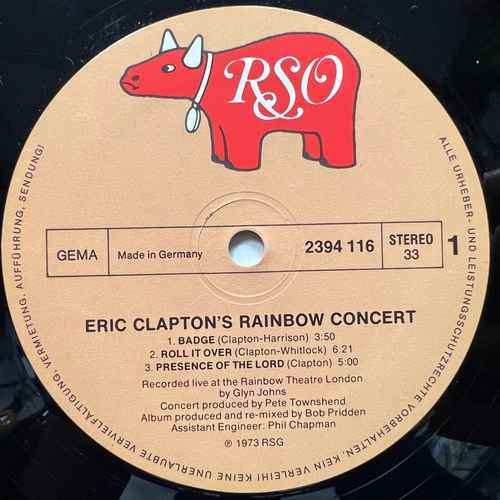 RSO
GEMA
Made in Germany
2394 116
STEREO
33
1
ERIC CLAPTON'S RAINBOW CONCERT
1. BADGE (Clapton-Harrison) 3:50
2. ROLL IT OVER (Clapton-Whitlock) 6:21
3. PRESENCE OF THE LORD (Clapton) 5:00
Recorded live at the Rainbow Theatre London
by Glyn Johns
Concert produced by Pete Townshend
Album produced and re-mixed by Bob Pridden
Assistant Engineer: Phil Chapman
℗ 1973 RSG
ALLE URHEBER- UND LEISTUNGSSCHUTZRECHTE VORBEHALTEN. KEIN VERLEIH! KEINE UNERLAUBTE VERVIELFÄLTIGUNG, VERMIETUNG, AUFFÜHRUNG, SENDUNG!